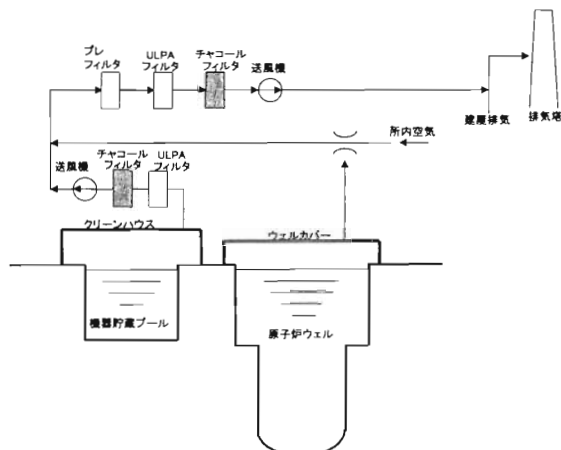 プレ
フィルタ
ULPA
フィルタ
チャコール
フィルタ
送風機
建屋排気
排気塔
所内空気
送風機
チャコール
フィルタ
ULPA
フィルタ
クリーンハウス
ウェルカバー
機器貯蔵プール
原子炉ウェル